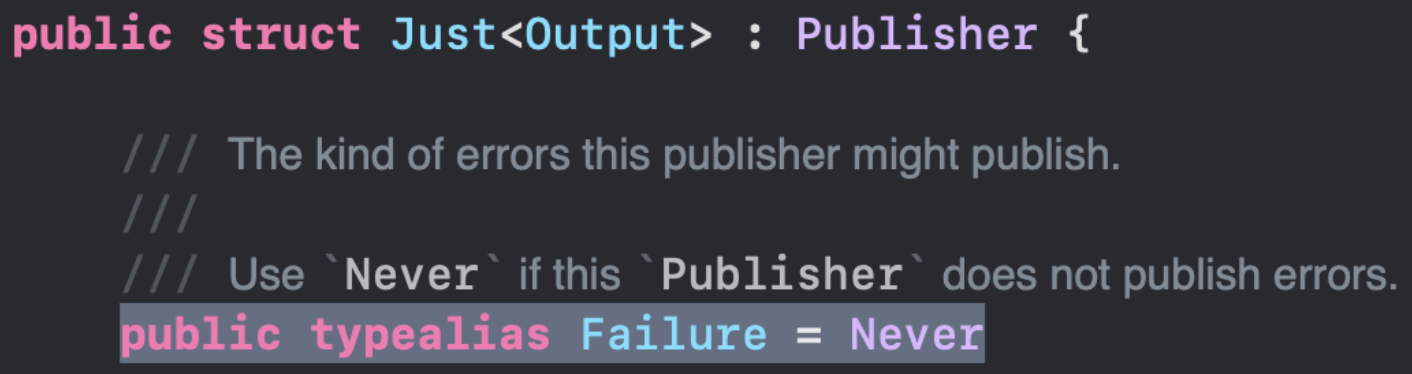 public struct Just<Output> : Publisher {
/// The kind of errors this publisher might publish.
///
/// Use `Never` if this `Publisher` does not publish errors.
public typealias Failure = Never